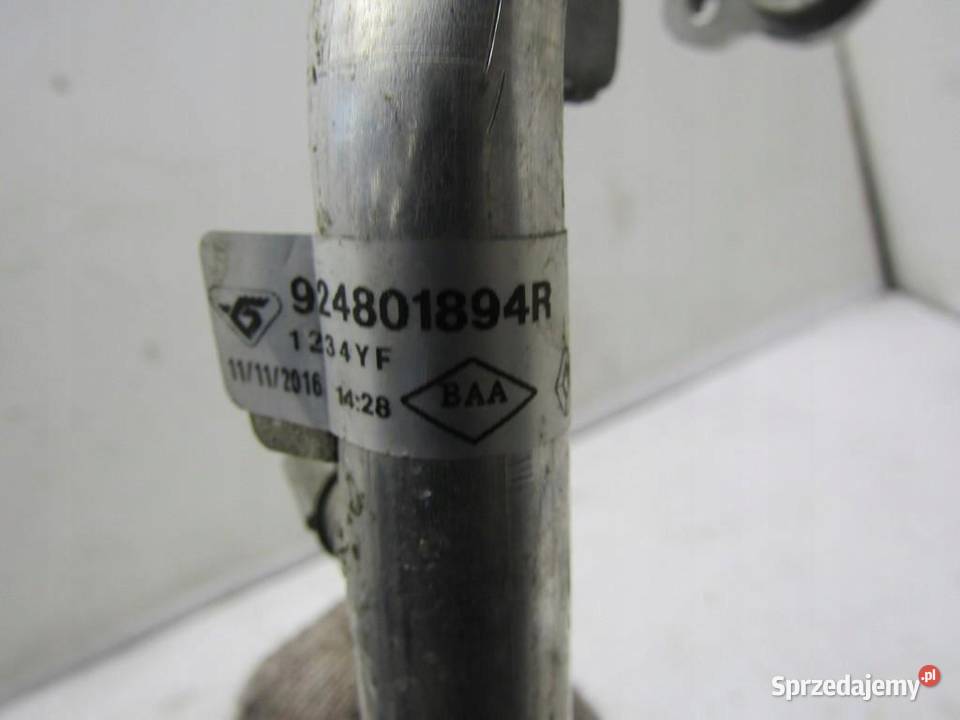 924801894R
1234YF
11/11/2016 14:28
BAA
Sprzedajemy.pl